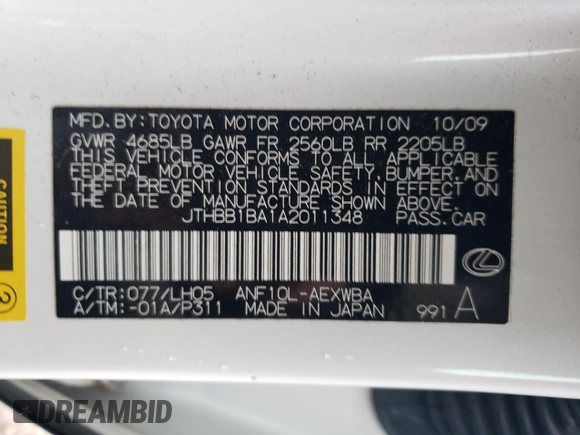 MFD.BY:TOYOTA MOTOR CORPORATION 10/09
GVWR 4685LB GAWR FR 2560LB RR 2205LB
THIS VEHICLE CONFORMS TO ALL APPLICABLE
FEDERAL MOTOR VEHICLE SAFETY,BUMPER,AND
THEFT PREVENTION STANDARDS IN EFFECT ON
THE DATE OF MANUFACTURE SHOWN ABOVE.
JTHBB1BA1A2011348 PASS.CAR
C/TR:077/LH05 ANF10L-AEXWBA
A/TM:-01A/P311 MADE IN JAPAN 991 A
CAUTION
2
DREAMBID